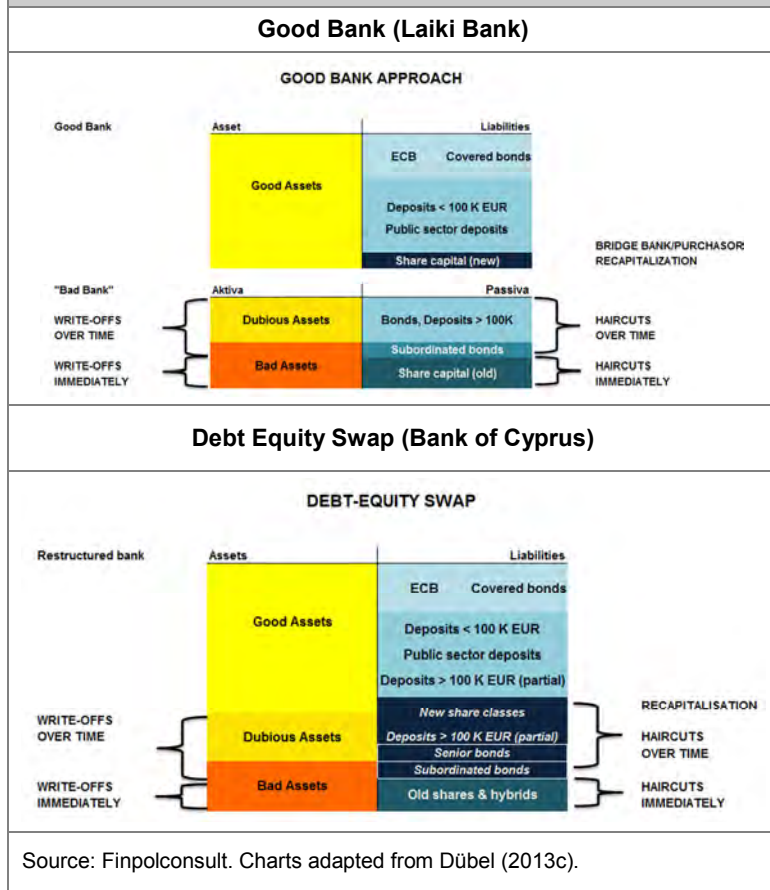 Good Bank (Laiki Bank)
GOOD BANK APPROACH
Good Bank Asset Liabilities
ECB Covered bonds
Good Assets
Deposits < 100 K EUR
Public sector deposits
BRIDGE BANK/PURCHASOR
Share capital (new) RECAPITALIZATION
"Bad Bank" Aktiva Passiva
WRITE-OFFS OVER TIME
Dubious Assets
Bonds, Deposits > 100K
HAIRCUTS OVER TIME
Subordinated bonds
WRITE-OFFS IMMEDIATELY
Bad Assets
Share capital (old)
HAIRCUTS IMMEDIATELY
Debt Equity Swap (Bank of Cyprus)
DEBT-EQUITY SWAP
Restructured bank Assets Liabilities
ECB Covered bonds
Good Assets
Deposits < 100 K EUR
Public sector deposits
Deposits > 100 K EUR (partial)
New share classes
RECAPITALISATION
WRITE-OFFS
OVER TIME
Dubious Assets
Deposits > 100 K EUR (partial)
HAIRCUTS
OVER TIME
Senior bonds
Subordinated bonds
WRITE-OFFS
IMMEDIATELY
Bad Assets
Old shares & hybrids
HAIRCUTS
IMMEDIATELY
Source: Finpolconsult. Charts adapted from Dübel (2013c).